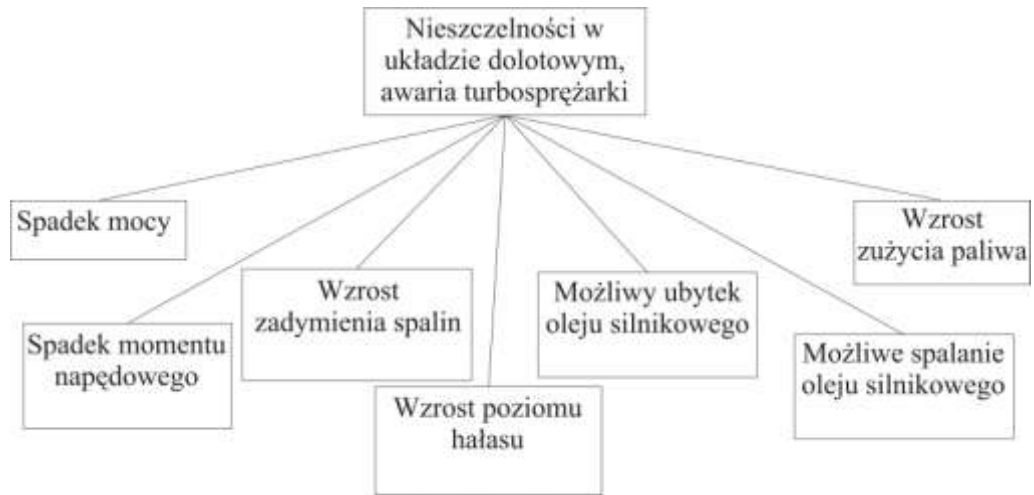 Nieszczelności w
układzie dolotowym,
awaria turbosprężarki
Spadek mocy
Wzrost
zużycia paliwa
Wzrost
zadymienia spalin
Możliwy ubytek
oleju silnikowego
Spadek momentu
napędowego
Możliwe spalanie
oleju silnikowego
Wzrost poziomu
hałasu